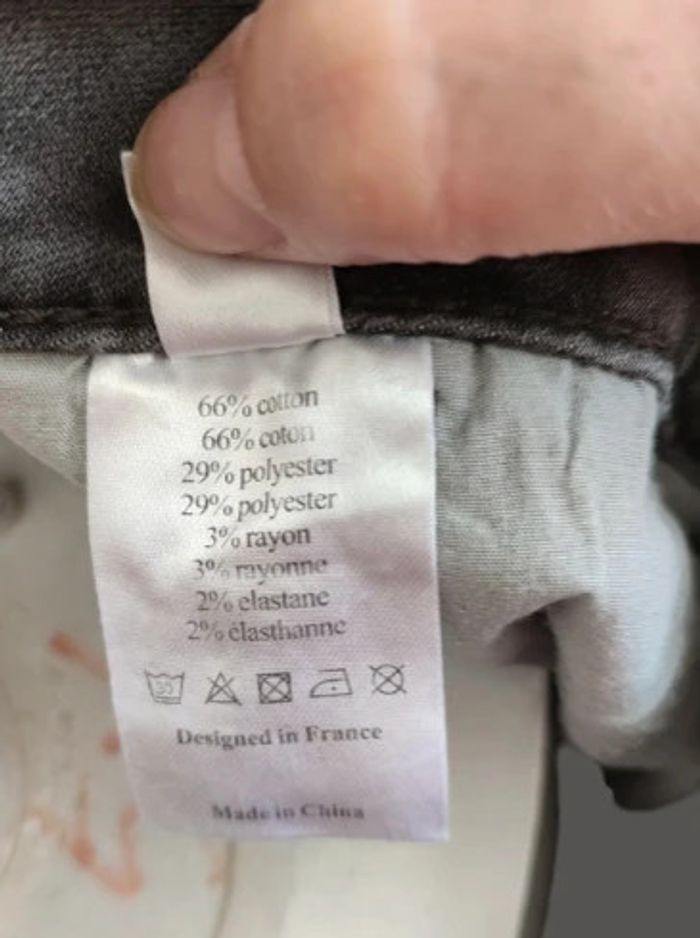 66% cotton
66% coton
29% polyester
29% polyester
3% rayon
3% rayonne
2% elastane
2% élasthanne
30
Designed in France
Made in China